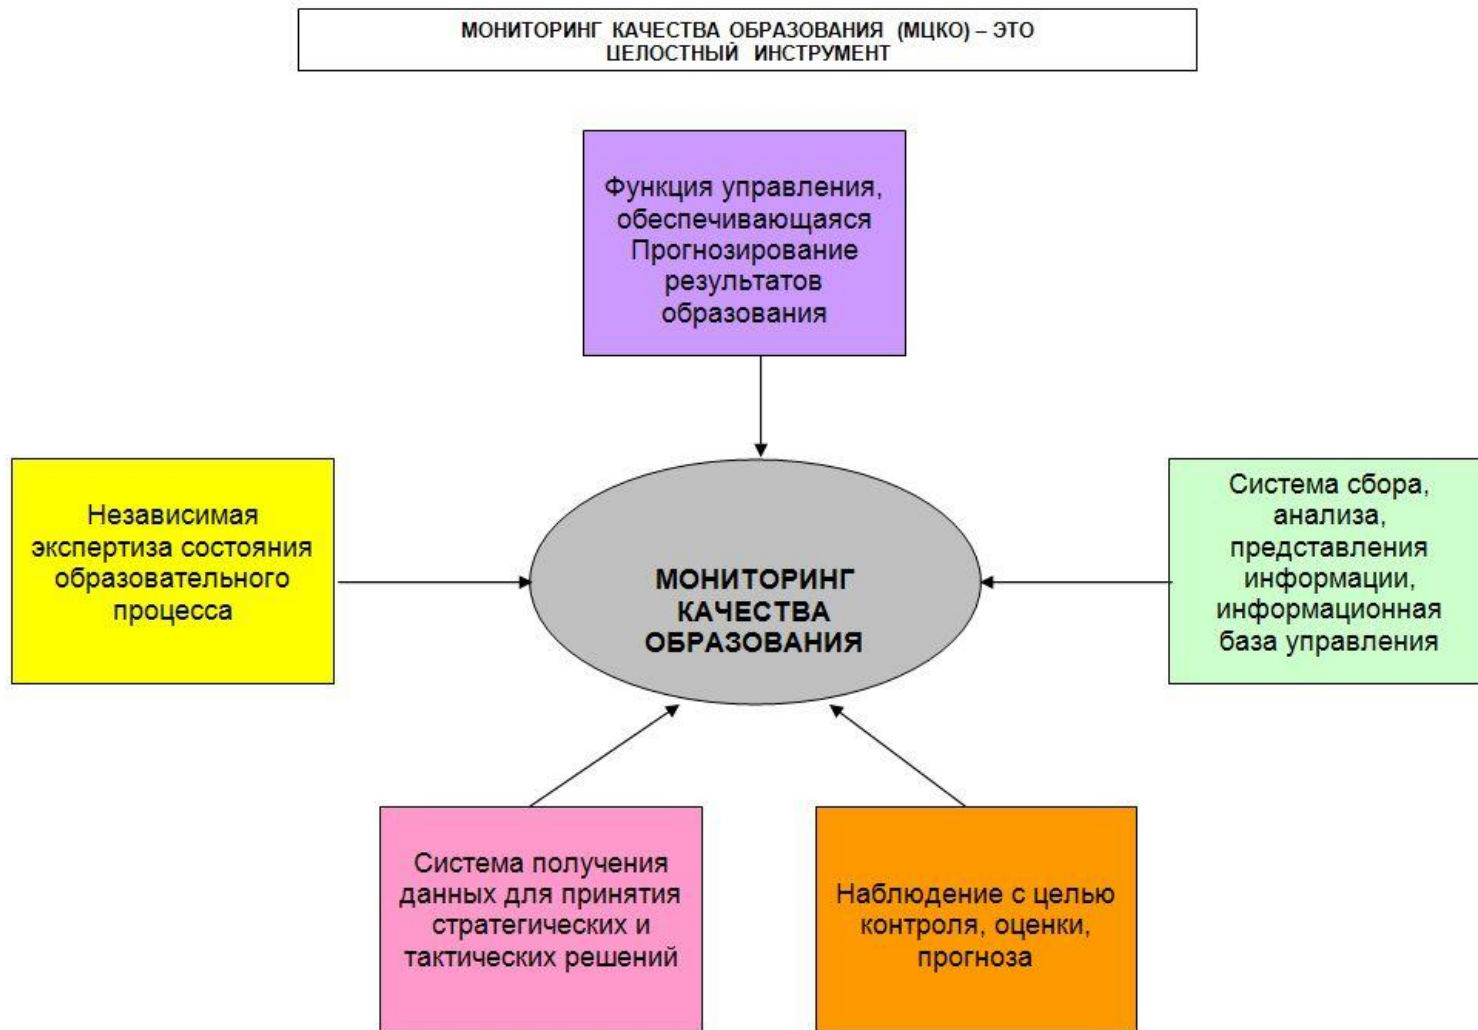 МОНИТОРИНГ КАЧЕСТВА ОБРАЗОВАНИЯ (МЦКО) – ЭТО
ЦЕЛОСТНЫЙ ИНСТРУМЕНТ
Функция управления,
обеспечивающаяся
Прогнозирование
результатов
образования
Независимая
экспертиза состояния
образовательного
процесса
МОНИТОРИНГ
КАЧЕСТВА
ОБРАЗОВАНИЯ
Система сбора,
анализа,
представления
информации,
информационная
база управления
Система получения
данных для принятия
стратегических и
тактических решений
Наблюдение с целью
контроля, оценки,
прогноза